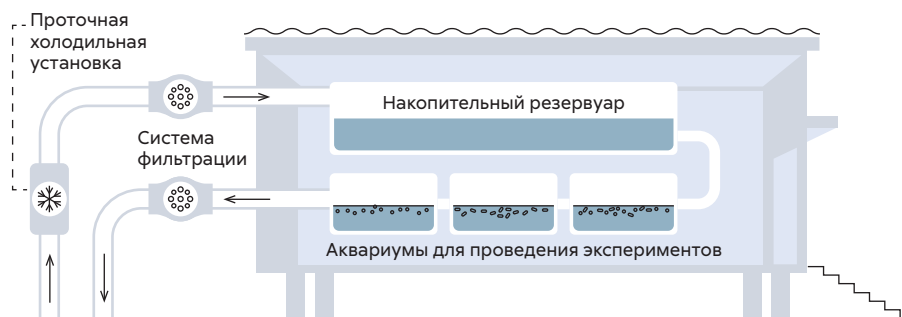 Проточная
холодильная
установка
Накопительный резервуар
Система
фильтрации
Аквариумы для проведения экспериментов